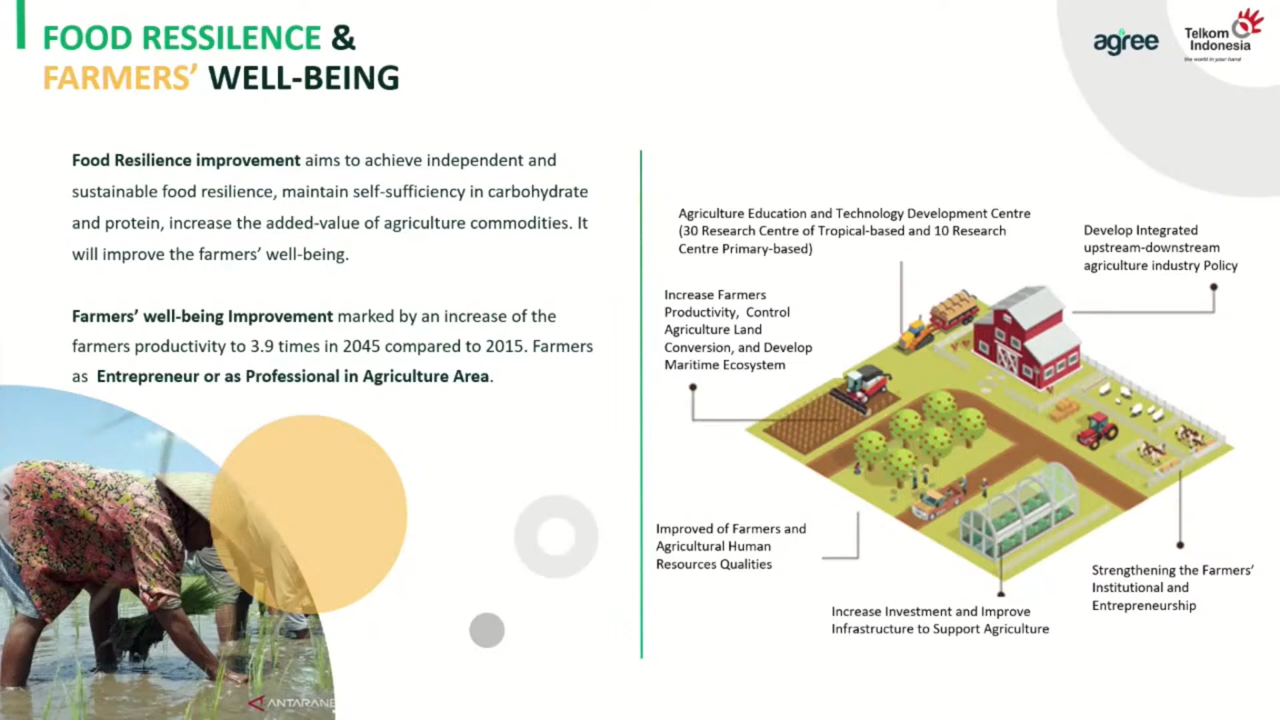 FOOD RESSILENCE &
FARMERS' WELL-BEING
agree
Telkom
Indonesia
the world in your hand
Food Resilience improvement aims to achieve independent and
sustainable food resilience, maintain self-sufficiency in carbohydrate
and protein, increase the added-value of agriculture commodities. It
will improve the farmers' well-being.
Farmers' well-being Improvement marked by an increase of the
farmers productivity to 3.9 times in 2045 compared to 2015. Farmers
as Entrepreneur or as Professional in Agriculture Area.
Agriculture Education and Technology Development Centre
(30 Research Centre of Tropical-based and 10 Research
Centre Primary-based)
Develop Integrated
upstream-downstream
agriculture industry Policy
Increase Farmers
Productivity, Control
Agriculture Land
Conversion, and Develop
Maritime Ecosystem
Improved of Farmers and
Agricultural Human
Resources Qualities
Increase Investment and Improve
Infrastructure to Support Agriculture
Strengthening the Farmers'
Institutional and
Entrepreneurship
ANTARANE